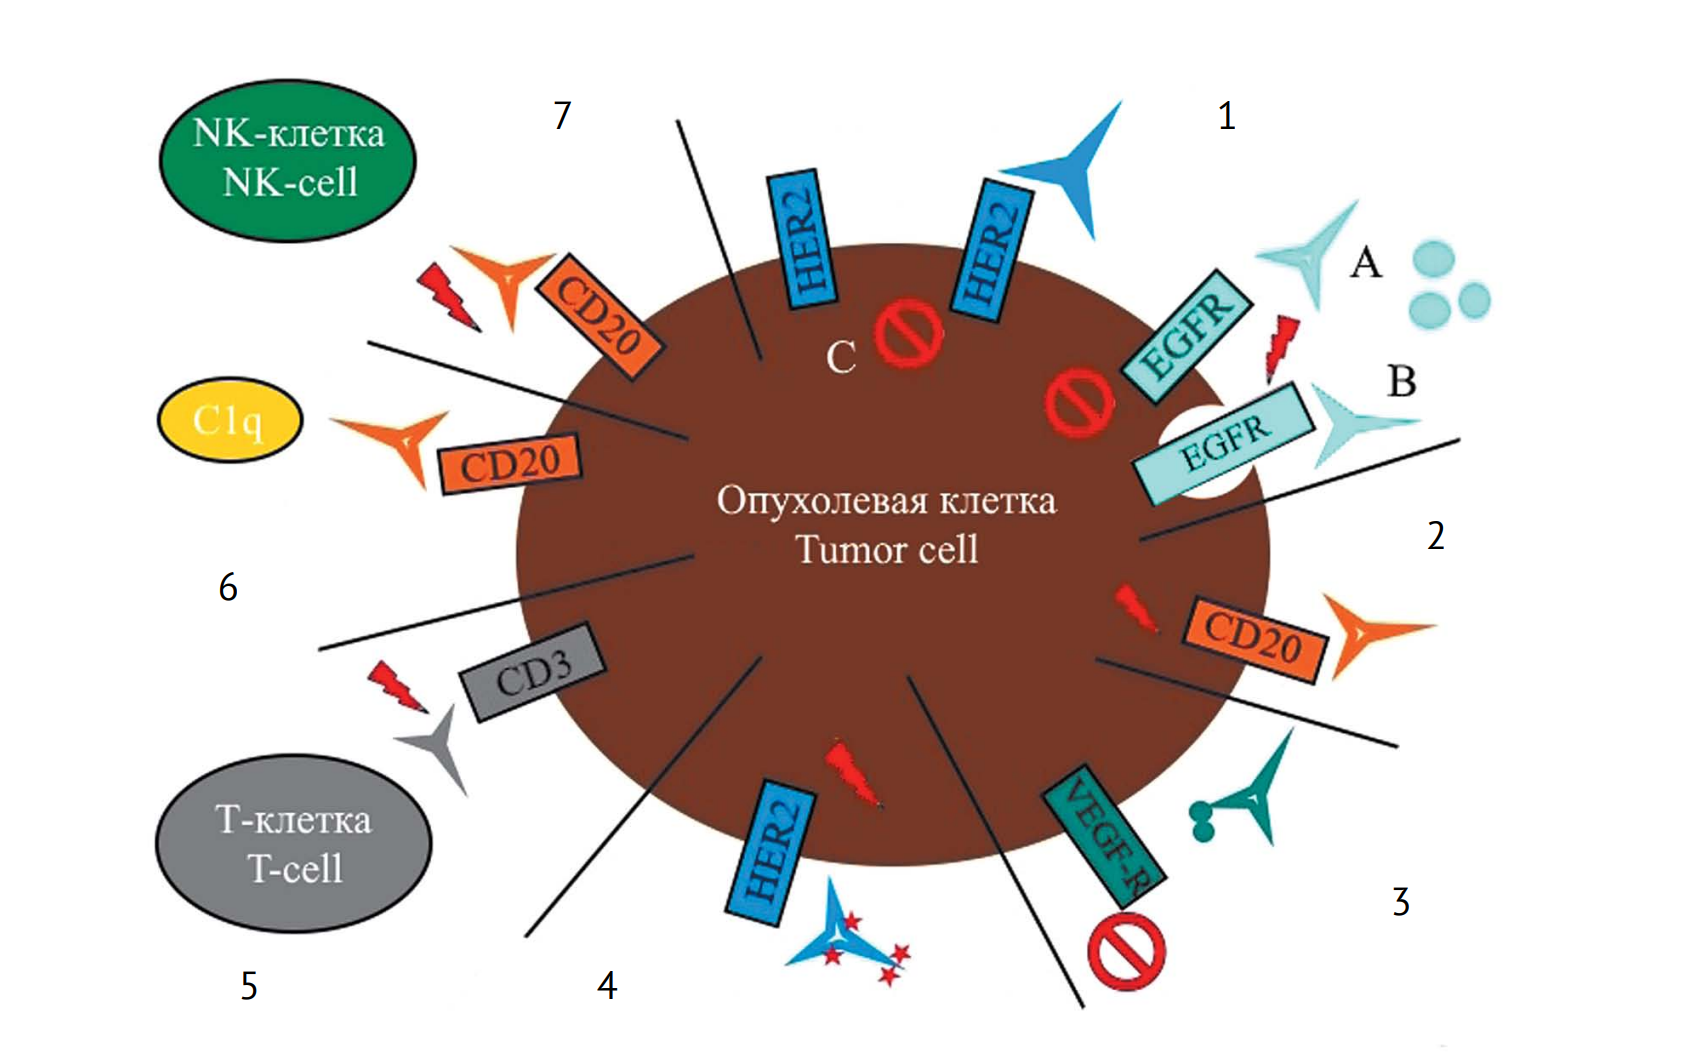 7
1
NK-клетка
NK-cell
HER2
HER2
A
CD20
EGFR
C
B
C1q
CD20
EGFR
Опухолевая клетка
Tumor cell
2
6
CD20
CD3
T-клетка
T-cell
HER2
VEGF-R
3
5
4